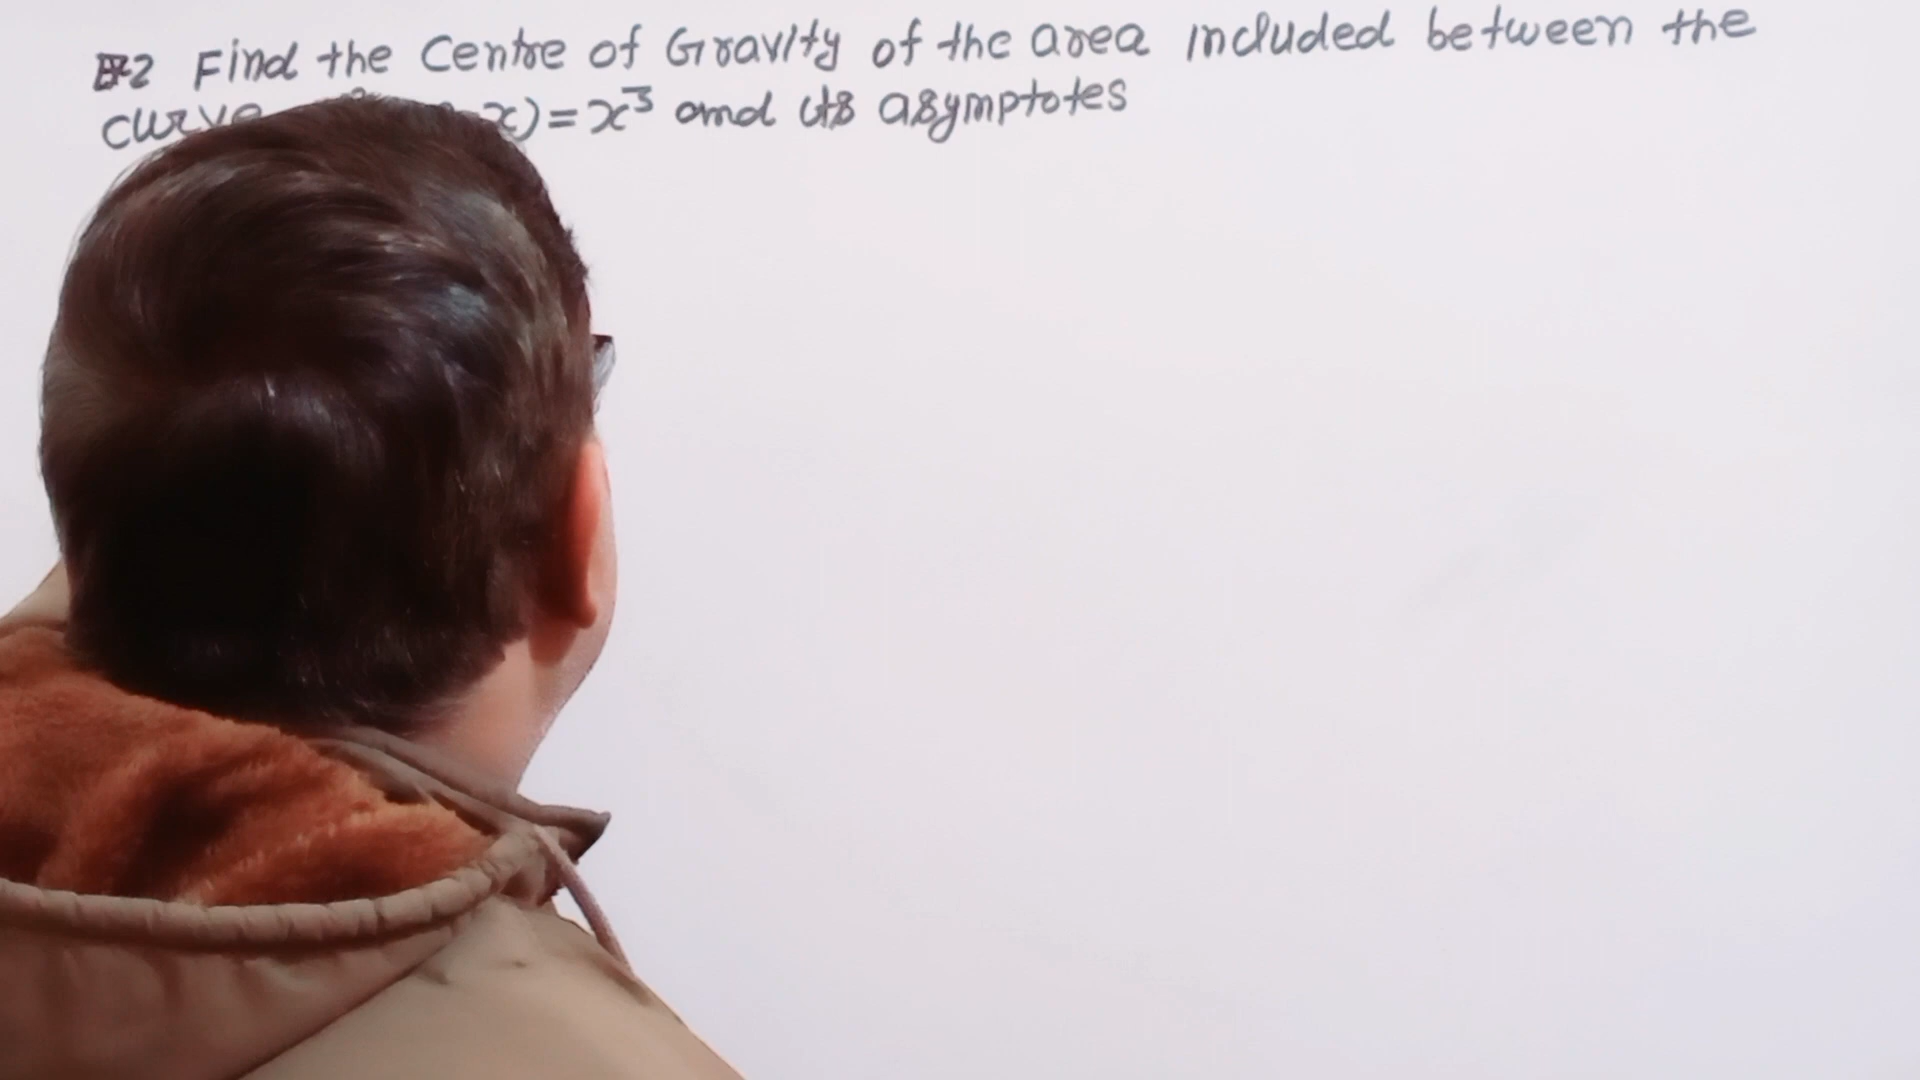 Ex2 Find the Centre of Gravity of the area included between the
curve x) = x³ and its asymptotes